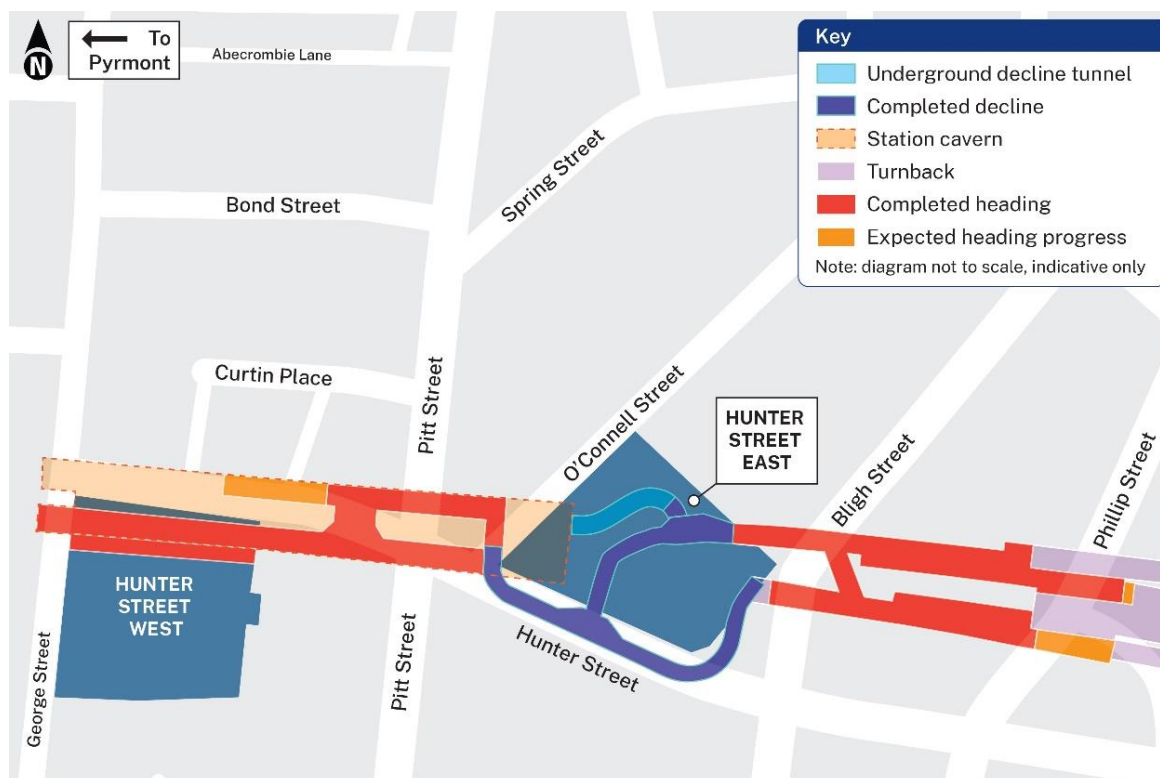 N
To
Pyrmont
Abecrombie Lane
Key
Underground decline tunnel
Completed decline
Station cavern
Turnback
Completed heading
Expected heading progress
Note: diagram not to scale, indicative only
Spring Street
Bond Street
Curtin Place
Pitt Street
O'Connell Street
HUNTER
STREET
EAST
Bligh Street
Phillip Street
HUNTER
STREET
WEST
George Street
Pitt Street
Hunter Street